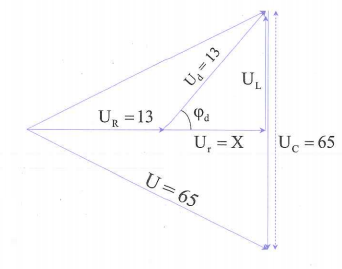 U_d = 13
U_L
U_R = 13
φ_d
U_r = X
U_C = 65
U = 65